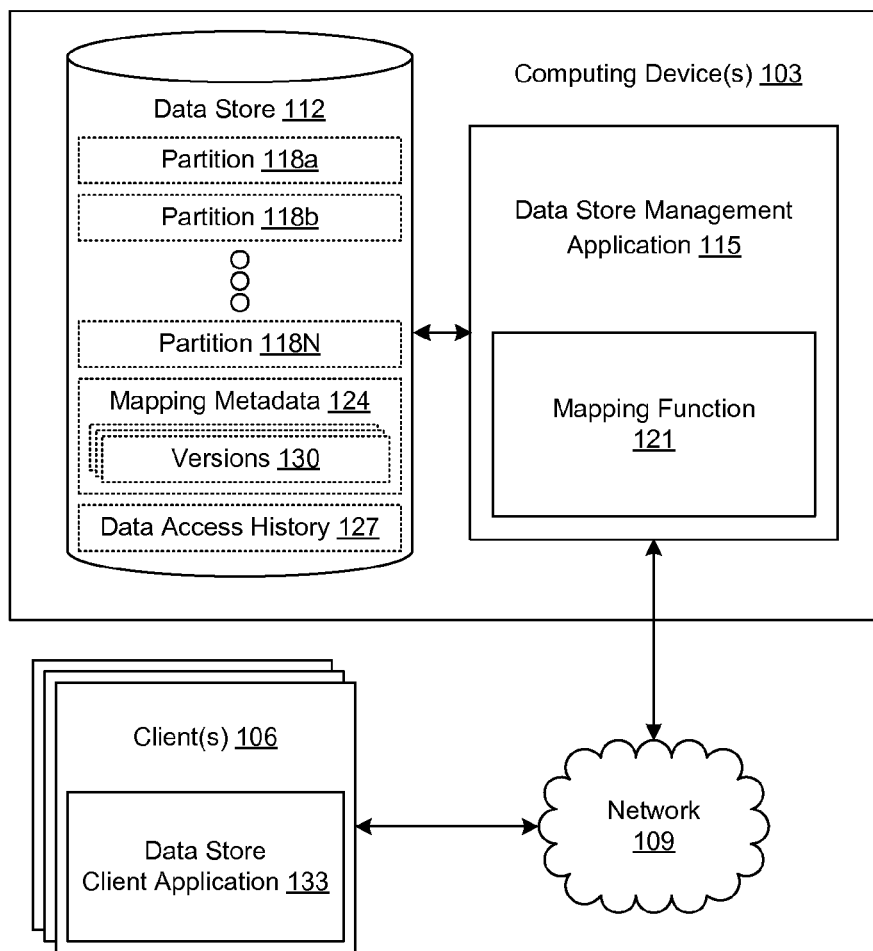 Computing Device(s) 103
Data Store 112
Partition 118a
Partition 118b
Partition 118N
Mapping Metadata 124
Versions 130
Data Access History 127
Data Store Management
Application 115
Mapping Function
121
Client(s) 106
Data Store
Client Application 133
Network
109